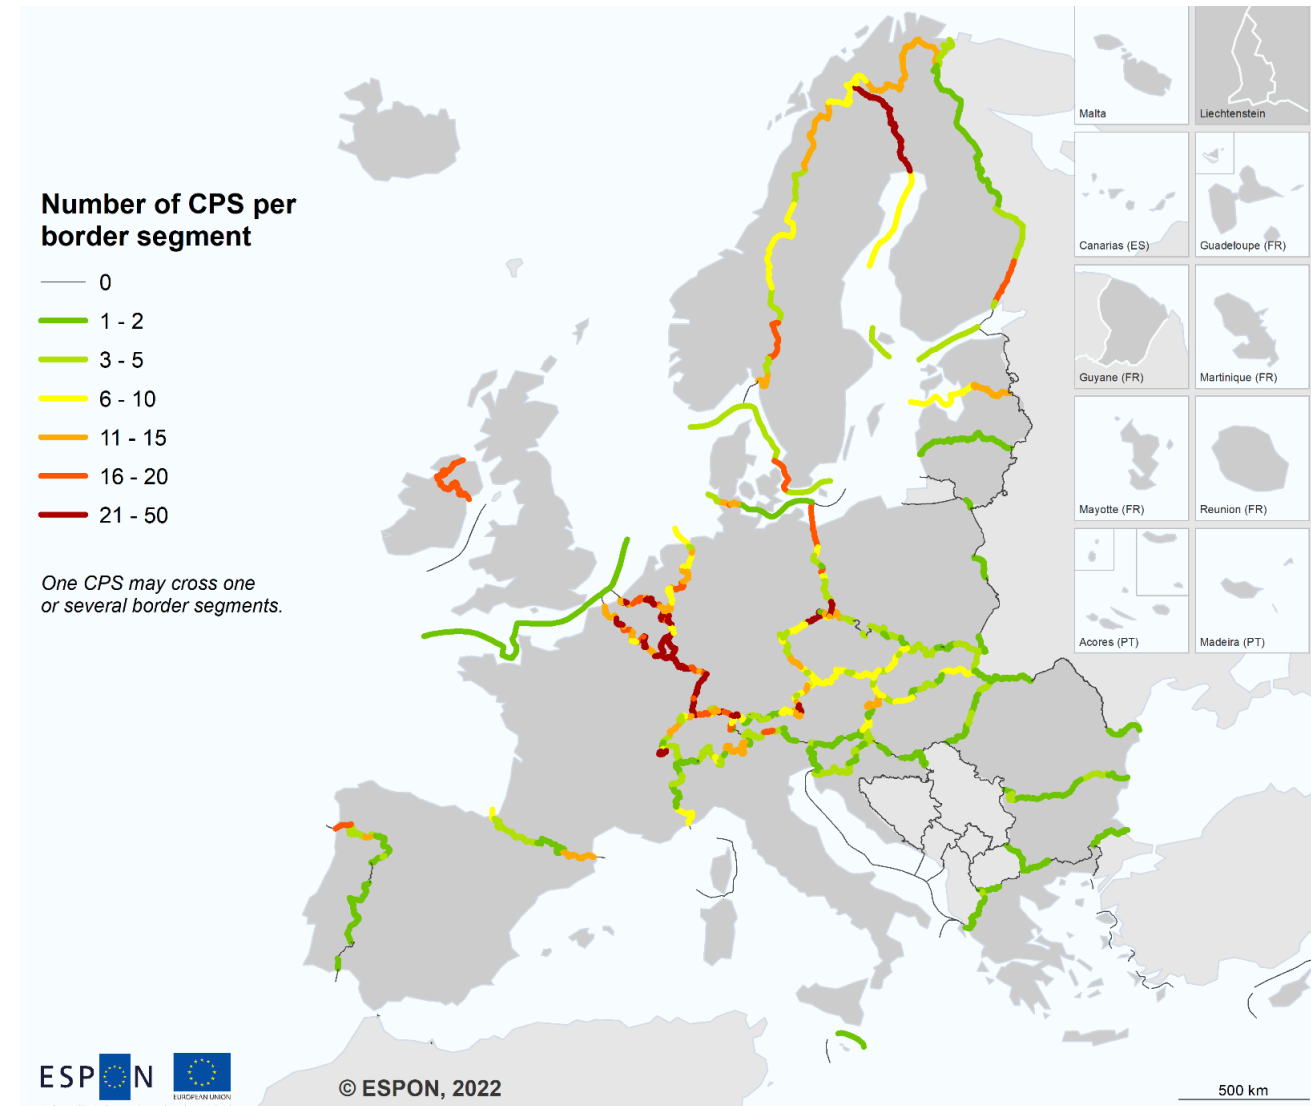 Number of CPS per
border segment
0
1 - 2
3 - 5
6 - 10
11 - 15
16 - 20
21 - 50
One CPS may cross one
or several border segments.
Malta
Liechtenstein
Canarias (ES)
Guadeloupe (FR)
Guyane (FR)
Martinique (FR)
Mayotte (FR)
Reunion (FR)
Acores (PT)
Madeira (PT)
ESPON
EUROPEAN UNION
© ESPON, 2022
500 km